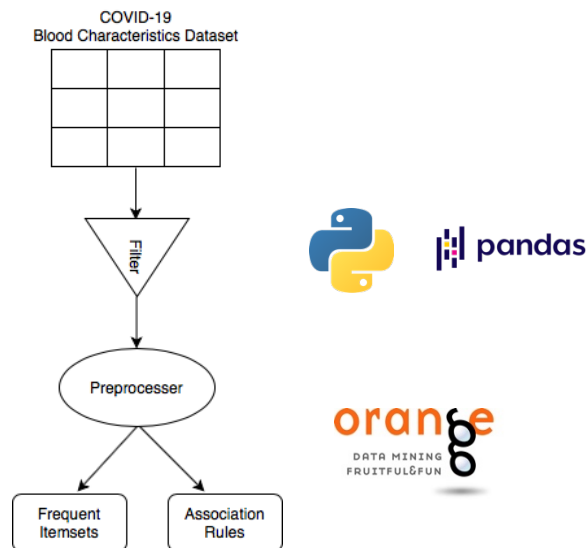 COVID-19
Blood Characteristics Dataset
Filter
pandas
Preprocesser
orange
DATA MINING
FRUITFUL&FUN
Frequent
Itemsets
Association
Rules